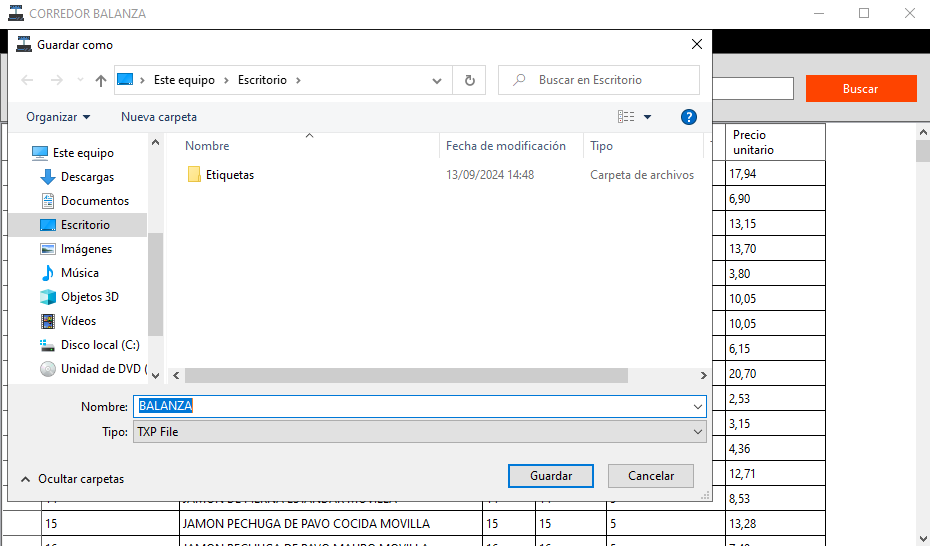 CORREDOR BALANZA
Guardar como
Este equipo > Escritorio >
Buscar en Escritorio
Buscar
Organizar
Nueva carpeta
Este equipo
Descargas
Documentos
Escritorio
Imágenes
Música
Objetos 3D
Vídeos
Disco local (C:)
Unidad de DVD (
Nombre Fecha de modificación Tipo
Etiquetas 13/09/2024 14:48 Carpeta de archivos
Nombre: BALANZA
Tipo: TXP File
Ocultar carpetas
Guardar
Cancelar
Precio
unitario
17,94
6,90
13,15
13,70
3,80
10,05
10,05
6,15
20,70
2,53
3,15
4,36
12,71
8,53
15 JAMON PECHUGA DE PAVO COCIDA MOVILLA 15 15 5 13,28